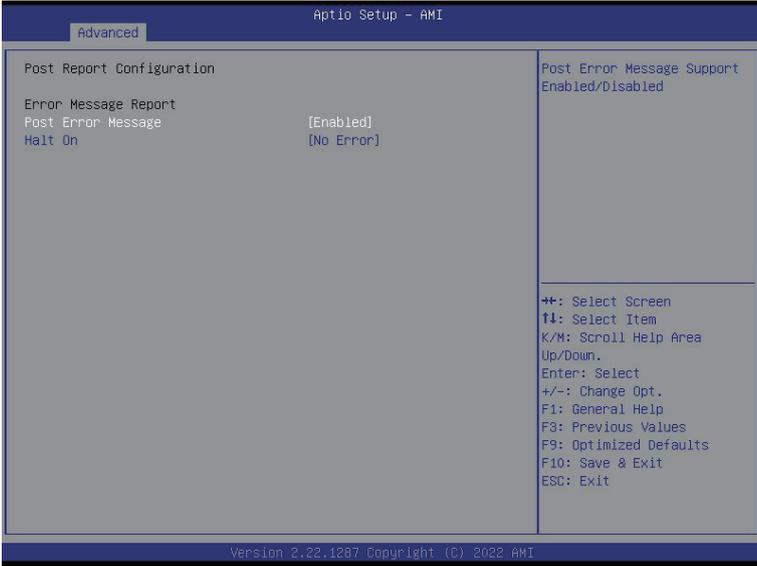 Aptio Setup – AMI
Advanced
Post Report Configuration
Error Message Report
Post Error Message [Enabled]
Halt On [No Error]
Post Error Message Support
Enabled/Disabled
→←: Select Screen
↑↓: Select Item
K/M: Scroll Help Area
Up/Down.
Enter: Select
+/-: Change Opt.
F1: General Help
F3: Previous Values
F9: Optimized Defaults
F10: Save & Exit
ESC: Exit
Version 2.22.1287 Copyright (C) 2022 AMI